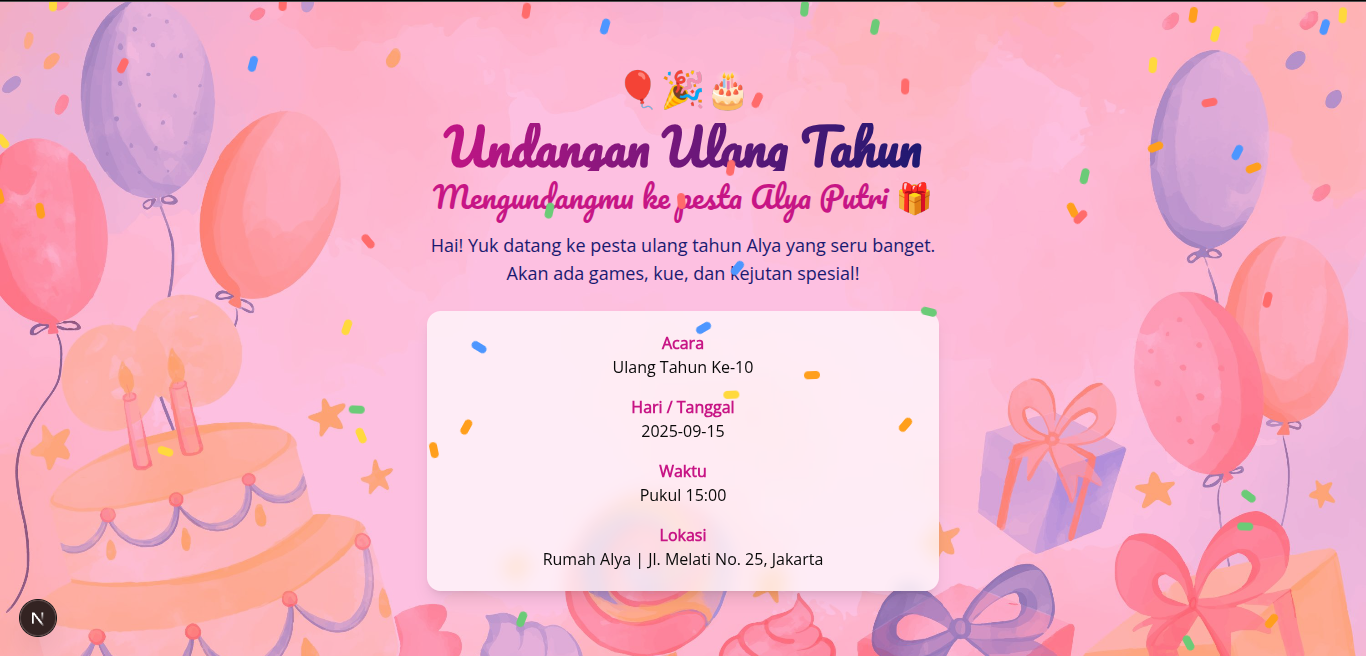 Undangan Ulang Tahun
Mengundangmu ke pesta Alya Putri
Hai! Yuk datang ke pesta ulang tahun Alya yang seru banget.
Akan ada games, kue, dan kejutan spesial!
Acara
Ulang Tahun Ke-10
Hari / Tanggal
2025-09-15
Waktu
Pukul 15:00
Lokasi
Rumah Alya | Jl. Melati No. 25, Jakarta
N